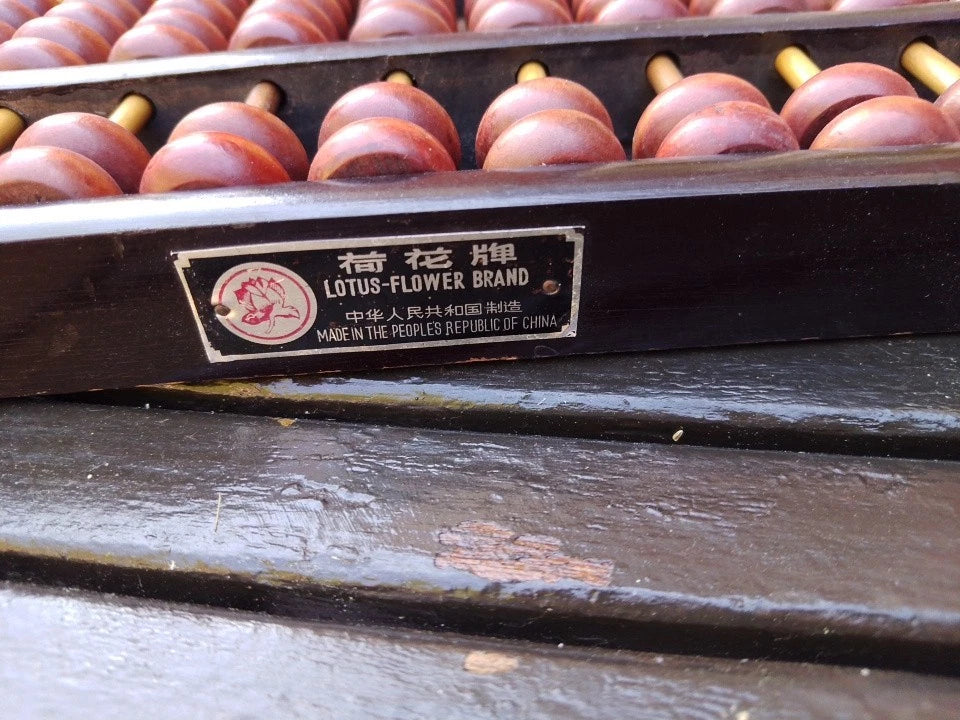 荷花牌
LOTUS-FLOWER BRAND
中华人民共和国制造
MADE IN THE PEOPLE'S REPUBLIC OF CHINA